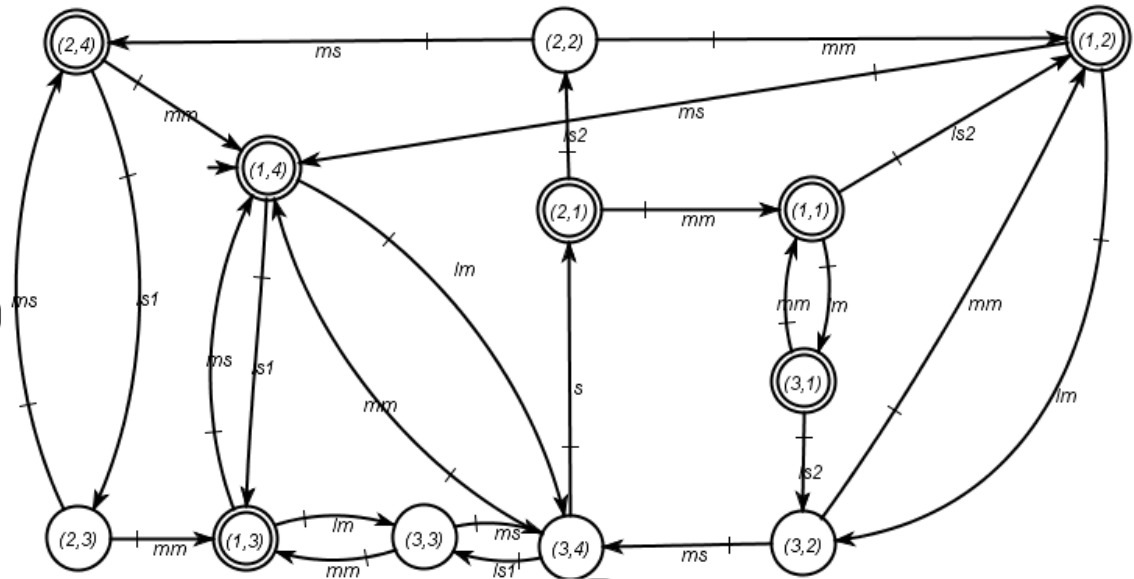 (2,4)
(2,2)
(1,2)
ms
mm
mm
ms
ls2
ls2
(1,4)
(2,1)
(1,1)
mm
lm
ms
ls1
mm
lm
mm
ms
ls1
s
(3,1)
mm
lm
ls2
(2,3)
mm
(1,3)
lm
mm
(3,3)
ms
ls1
(3,4)
ms
(3,2)